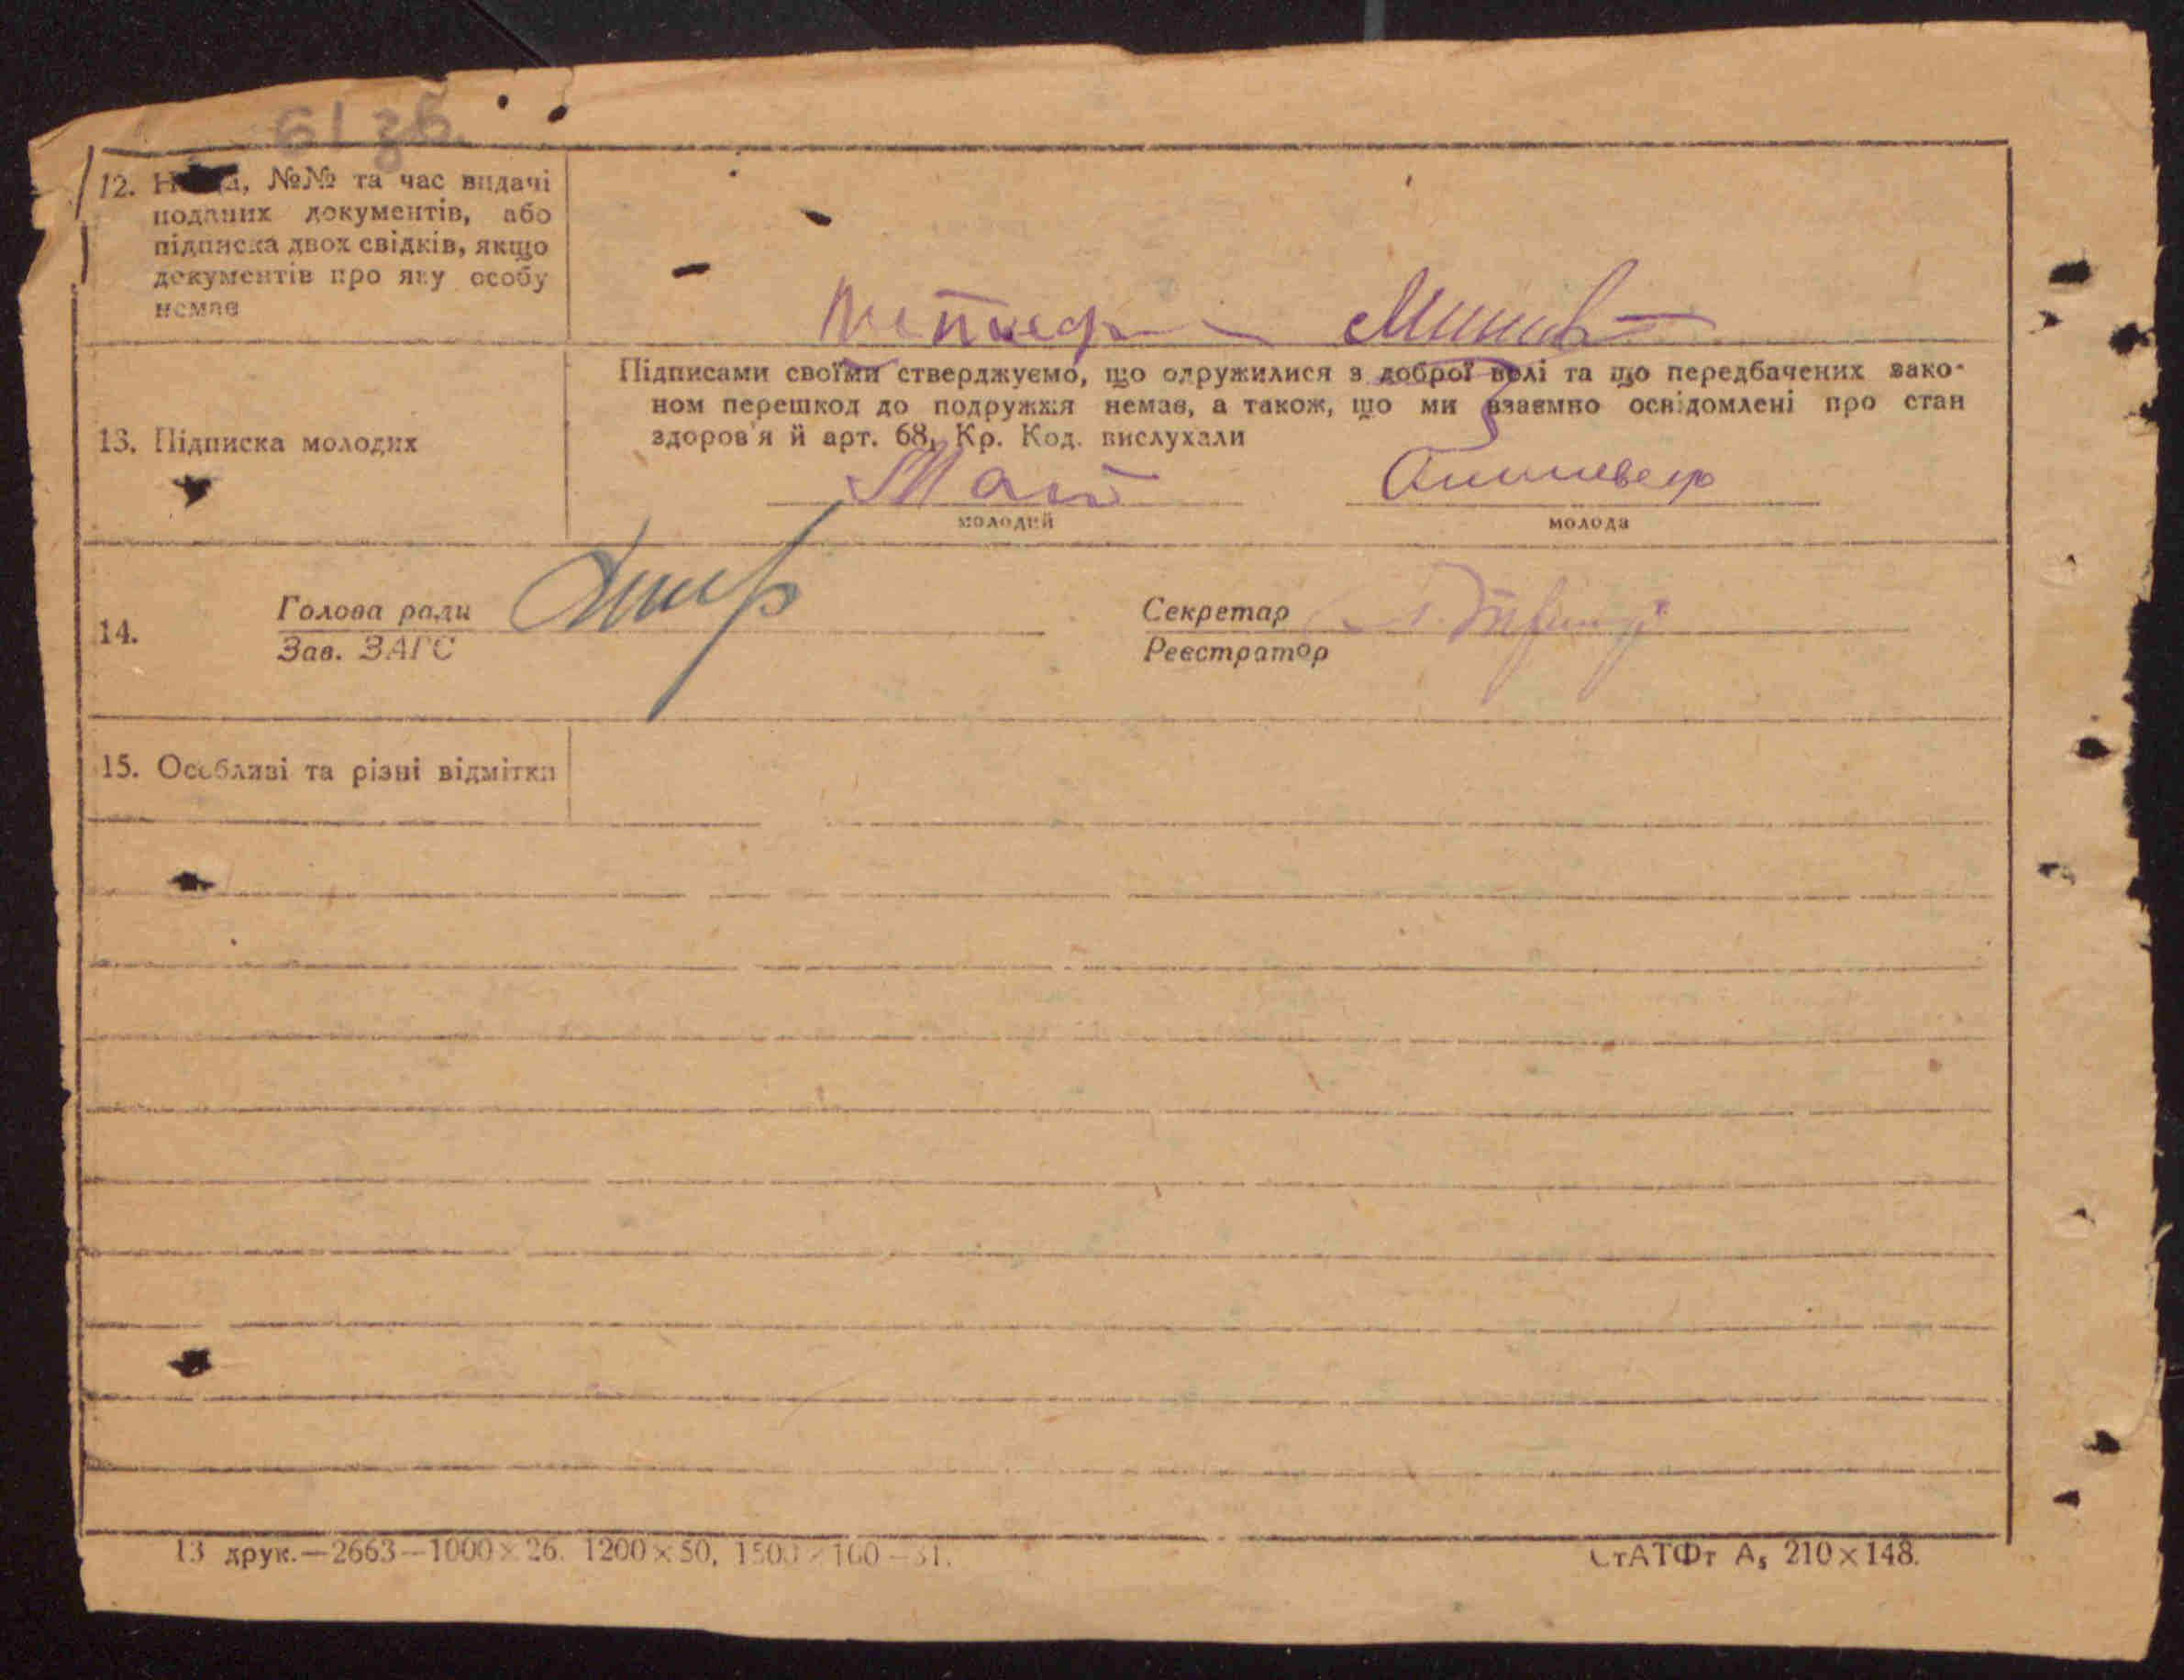 61 зв.
12. №№ та час видачі
поданих документів, або
підписка двох свідків, якщо
документів про яку особу
немає
Підписами своїми стверджуємо, що одружилися з доброї волі та що передбачених зако-
ном перешкод до подружжя немає, а також, що ми взаємно освідомлені про стан
здоров'я й арт. 68, Кр. Код. вислухали
13. Підписка молодих
молодий
молода
14.
Голова ради
Зав. ЗАГС
Секретар
Реєстратор
15. Особливі та різні відмітки
13 друк.—2663—1000×26. 1200×50, 1500×100—31.
СтАТФт А5 210×148.